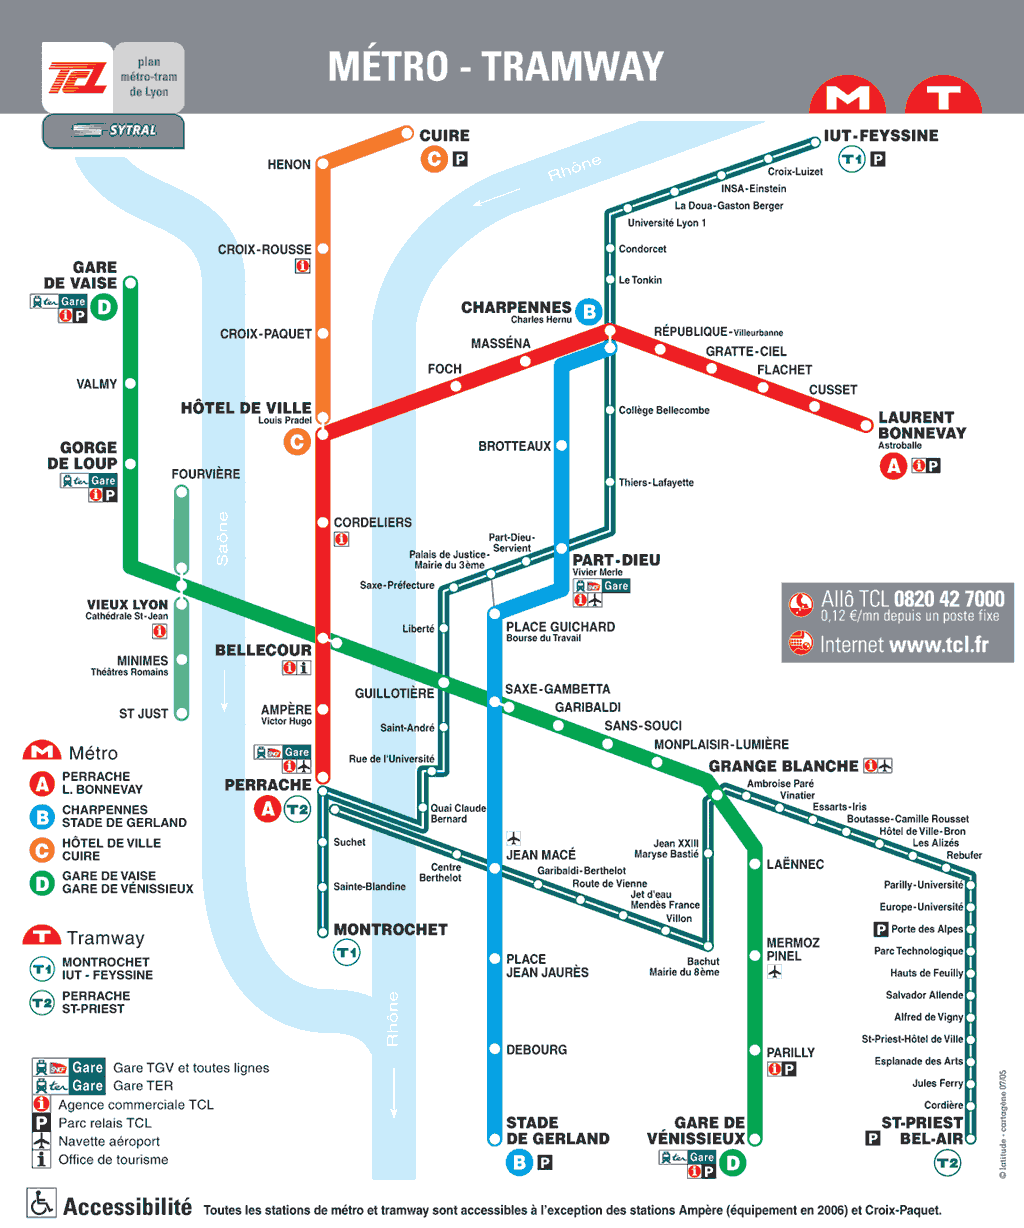 TCL
plan
métro-tram
de Lyon
SYTRAL
MÉTRO - TRAMWAY
M
T
CUIRE
C P
HENON
Rhône
IUT-FEYSSINE
T1 P
Croix-Luizet
INSA-Einstein
La Doua-Gaston Berger
Université Lyon 1
CROIX-ROUSSE
Condorcet
GARE
DE VAISE
ter Gare
D
P
Le Tonkin
CHARPENNES
Charles Hernu
B
CROIX-PAQUET
MASSÉNA
RÉPUBLIQUE-Villeurbanne
GRATTE-CIEL
FOCH
FLACHET
VALMY
CUSSET
HÔTEL DE VILLE
Louis Pradel
C
Collège Bellecombe
LAURENT
BONNEVAY
Astroballe
A P
BROTTEAUX
GORGE
DE LOUP
ter Gare
P
FOURVIÈRE
Thiers-Lafayette
Saône
CORDELIERS
Part-Dieu-
Servient
Palais de Justice-
Mairie du 3ème
PART-DIEU
Vivier Merle
SNCF Gare
Saxe-Préfecture
Allô TCL 0820 42 7000
0,12 €/mn depuis un poste fixe
Internet www.tcl.fr
VIEUX LYON
Cathédrale St-Jean
Liberté
PLACE GUICHARD
Bourse du Travail
BELLECOUR
i
MINIMES
Théâtres Romains
GUILLOTIÈRE
SAXE-GAMBETTA
GARIBALDI
ST JUST
AMPÈRE
Victor Hugo
Saint-André
SANS-SOUCI
MONPLAISIR-LUMIÈRE
SNCF Gare
Rue de l'Université
GRANGE BLANCHE
PERRACHE
A T2
Ambroise Paré
Vinatier
Essarts-Iris
Boutasse-Camille Rousset
Hôtel de Ville-Bron
Les Alizés
Rebufer
Quai Claude
Bernard
M Métro
A PERRACHE
L. BONNEVAY
B CHARPENNES
STADE DE GERLAND
C HÔTEL DE VILLE
CUIRE
D GARE DE VAISE
GARE DE VÉNISSIEUX
Suchet
Jean XXIII
Maryse Bastié
JEAN MACÉ
LAËNNEC
Centre
Berthelot
Garibaldi-Berthelot
Route de Vienne
Jet d'eau
Mendès France
Villon
Sainte-Blandine
Parilly-Université
Europe-Université
P Porte des Alpes
T Tramway
T1 MONTROCHET
IUT - FEYSSINE
T2 PERRACHE
ST-PRIEST
MONTROCHET
T1
MERMOZ
PINEL
Parc Technologique
Bachut
Mairie du 8ème
PLACE
JEAN JAURÈS
Hauts de Feuilly
Salvador Allende
Rhône
Alfred de Vigny
St-Priest-Hôtel de Ville
DEBOURG
PARILLY
P
Esplanade des Arts
Jules Ferry
Cordière
SNCF Gare Gare TGV et toutes lignes
ter Gare Gare TER
Agence commerciale TCL
P Parc relais TCL
Navette aéroport
i Office de tourisme
STADE
DE GERLAND
B P
GARE DE
VÉNISSIEUX
ter Gare
P
D
ST-PRIEST
BEL-AIR
P
T2
© latitude - cartagène 07/05
Accessibilité Toutes les stations de métro et tramway sont accessibles à l'exception des stations Ampère (équipement en 2006) et Croix-Paquet.